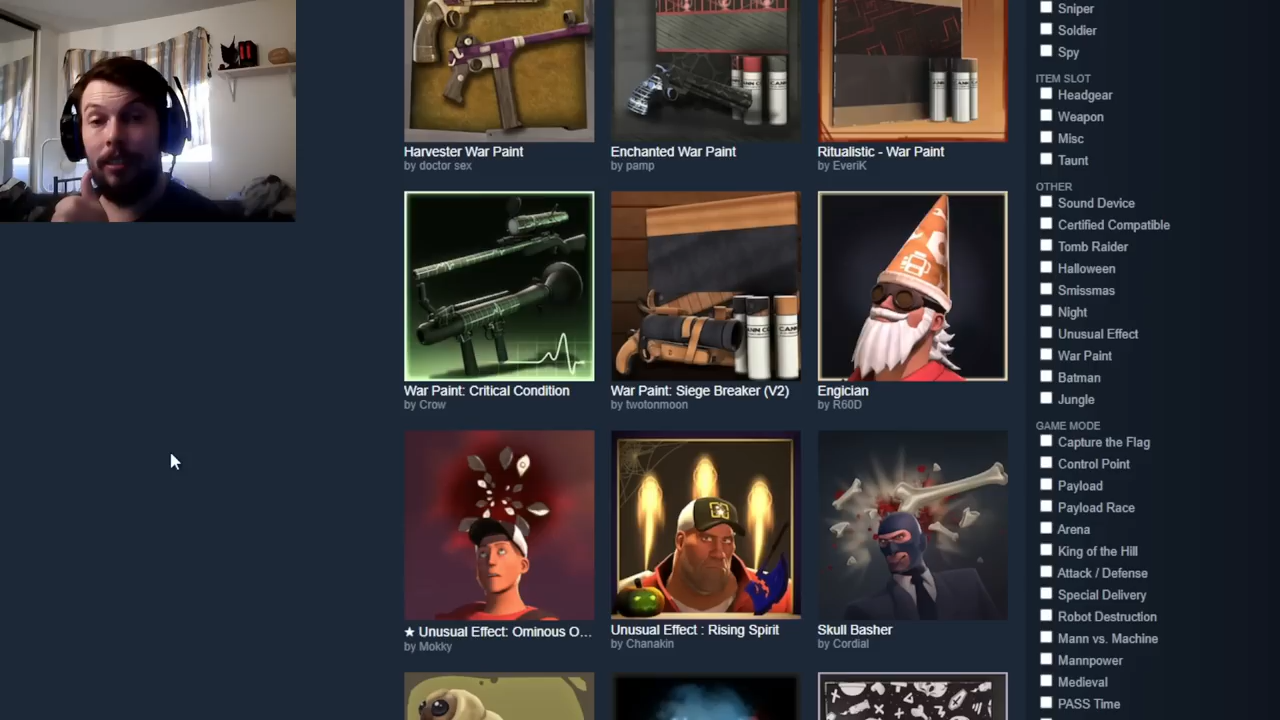 Harvester War Paint
by doctor sex
Enchanted War Paint
by pamp
Ritualistic - War Paint
by EveriK
War Paint: Critical Condition
by Crow
War Paint: Siege Breaker (V2)
by twotonmoon
Engician
by R60D
★ Unusual Effect: Ominous O...
by Mokky
Unusual Effect : Rising Spirit
by Chanakin
Skull Basher
by Cordial
Sniper
Soldier
Spy
ITEM SLOT
Headgear
Weapon
Misc
Taunt
OTHER
Sound Device
Certified Compatible
Tomb Raider
Halloween
Smissmas
Night
Unusual Effect
War Paint
Batman
Jungle
GAME MODE
Capture the Flag
Control Point
Payload
Payload Race
Arena
King of the Hill
Attack / Defense
Special Delivery
Robot Destruction
Mann vs. Machine
Mannpower
Medieval
PASS Time